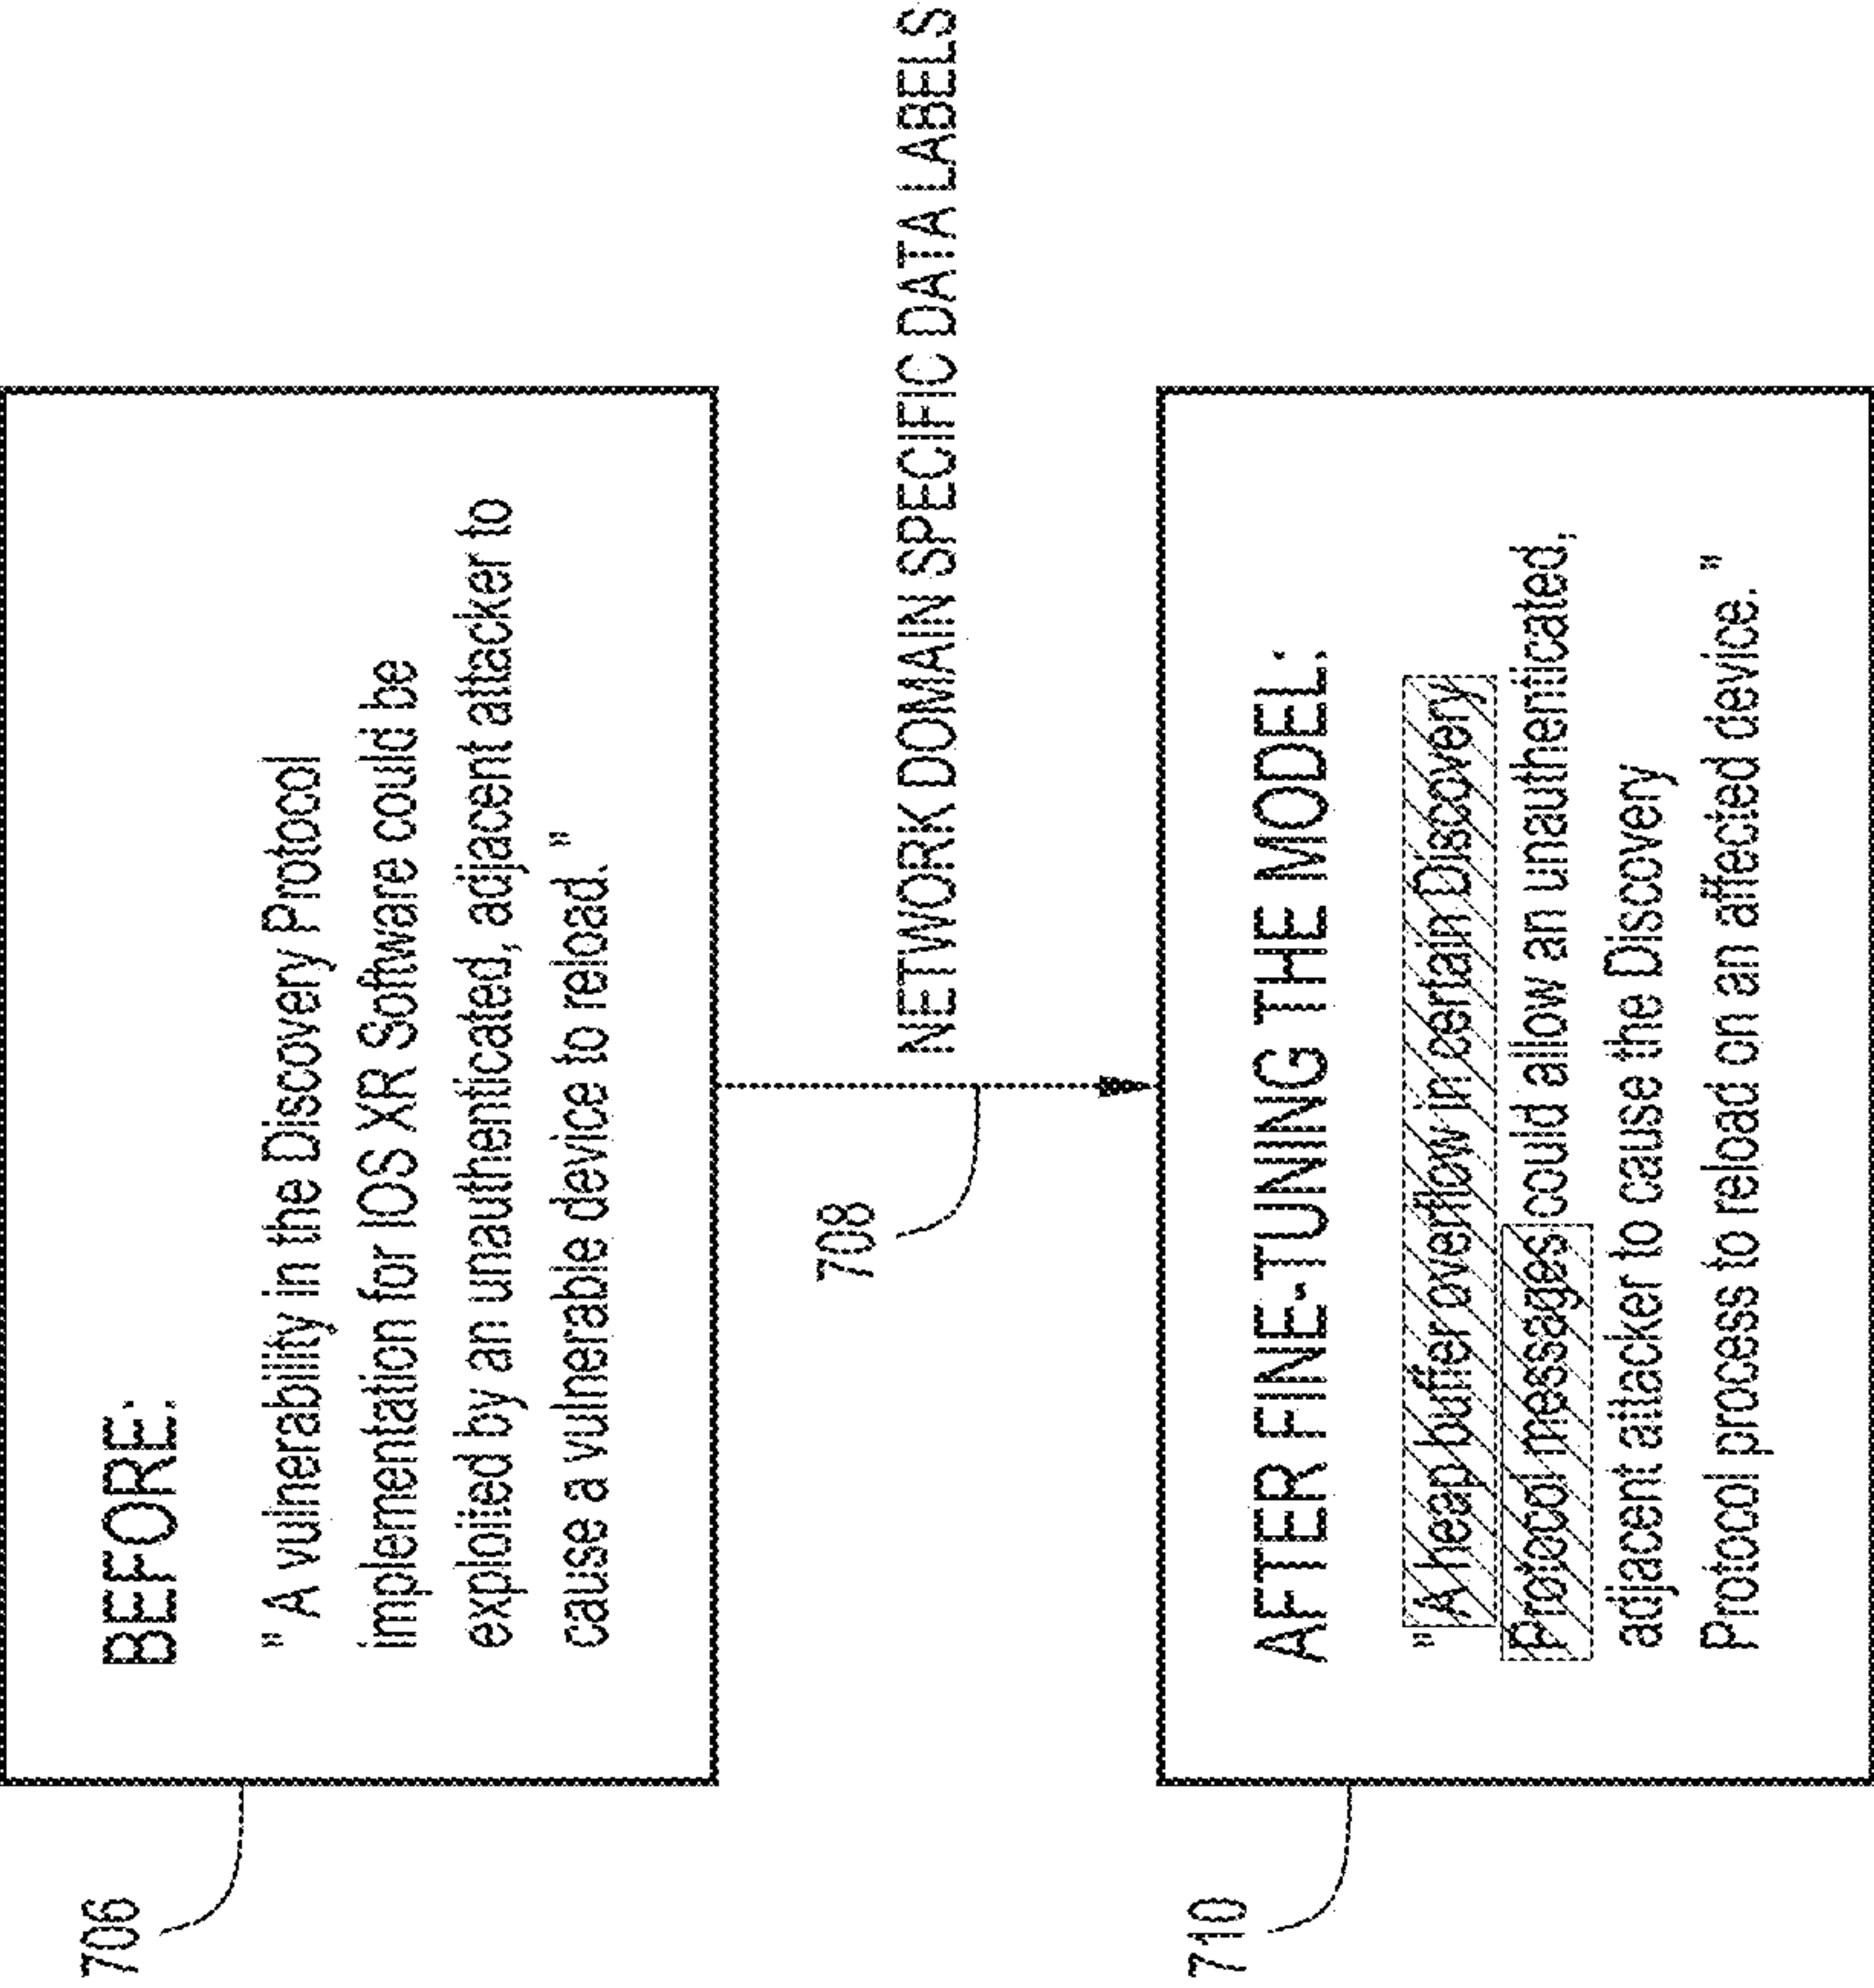 706
BEFORE:
" A vulnerability in the Discovery Protocol
implementation for IOS XR Software could be
exploited by an unauthenticated, adjacent attacker to
cause a vulnerable device to reload. "
708
NETWORK DOMAIN SPECIFIC DATA LABELS
710
AFTER FINE-TUNING THE MODEL:
" A heap buffer overflow in certain Discovery
Protocol messages could allow an unauthenticated,
adjacent attacker to cause the Discovery
Protocol process to reload on an affected device. "